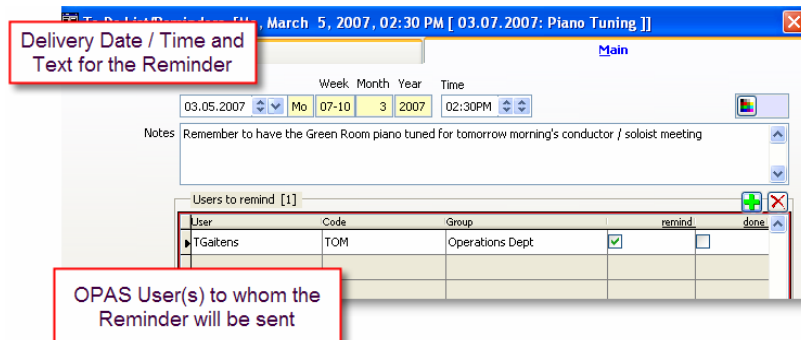 To Do List/Reminders [Mo, March 5, 2007, 02:30 PM [ 03.07.2007: Piano Tuning ]]
Delivery Date / Time and
Text for the Reminder
Main
Week Month Year Time
03.05.2007 Mo 07-10 3 2007 02:30PM
Notes Remember to have the Green Room piano tuned for tomorrow morning's conductor / soloist meeting
Users to remind [1]
User Code Group remind done
TGaitens TOM Operations Dept
OPAS User(s) to whom the
Reminder will be sent